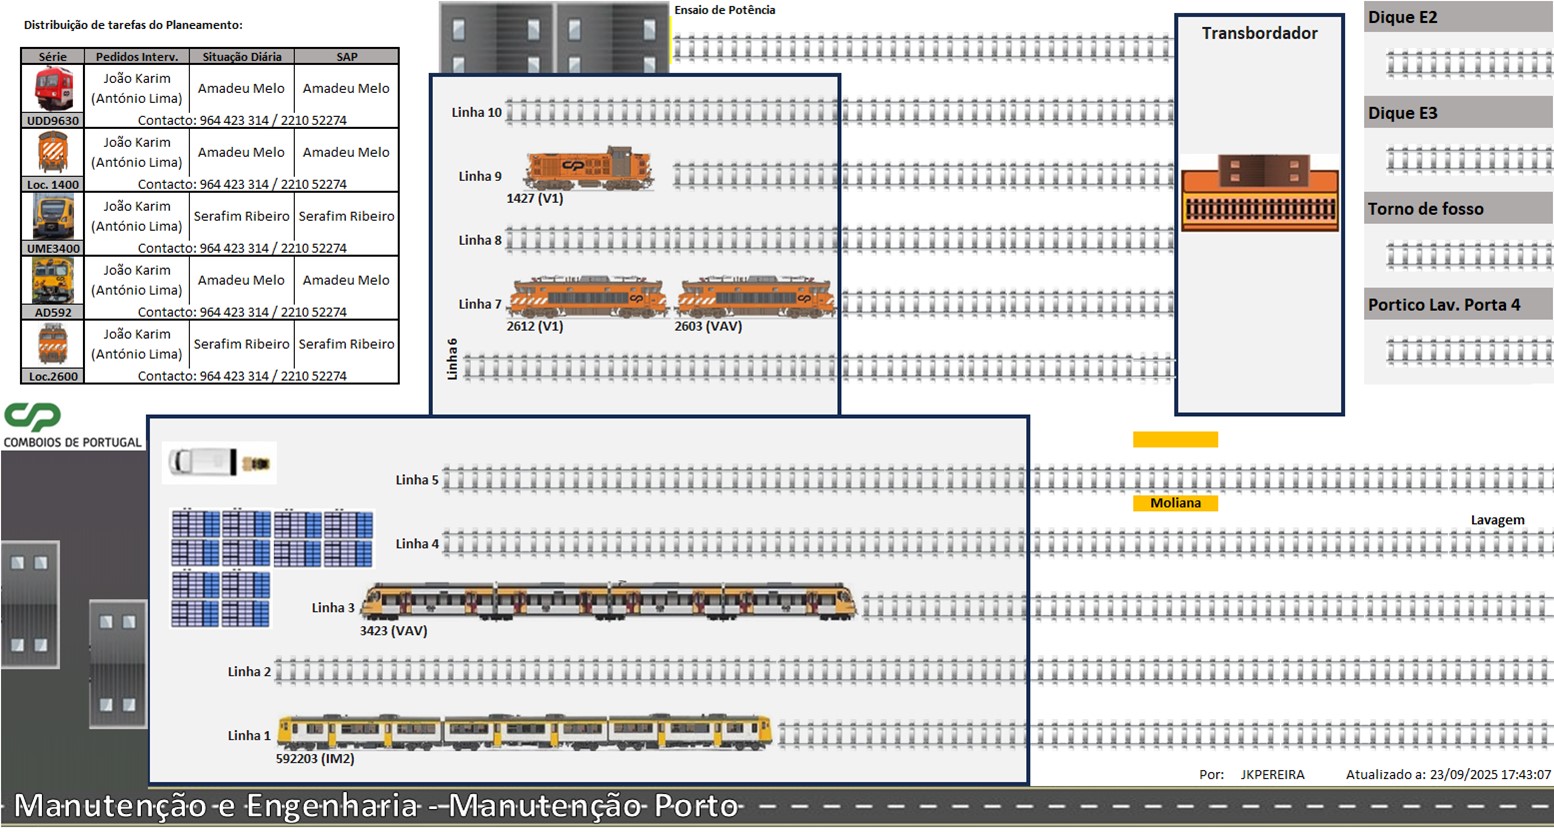 Distribuição de tarefas do Planeamento:
Série Pedidos Interv. Situação Diária SAP
João Karim
(António Lima)
Amadeu Melo Amadeu Melo
UDD9630 Contacto: 964 423 314 / 2210 52274
João Karim
(António Lima)
Amadeu Melo Amadeu Melo
Loc. 1400 Contacto: 964 423 314 / 2210 52274
João Karim
(António Lima)
Serafim Ribeiro Serafim Ribeiro
UME3400 Contacto: 964 423 314 / 2210 52274
João Karim
(António Lima)
Amadeu Melo Amadeu Melo
AD592 Contacto: 964 423 314 / 2210 52274
João Karim
(António Lima)
Serafim Ribeiro Serafim Ribeiro
Loc.2600 Contacto: 964 423 314 / 2210 52274
Ensaio de Potência
Linha 10
Linha 9
1427 (V1)
Linha 8
Linha 7
2612 (V1) 2603 (VAV)
Linha 6
Transbordador
Dique E2
Dique E3
Torno de fosso
Portico Lav. Porta 4
CP
COMBOIOS DE PORTUGAL
Linha 5
Moliana
Lavagem
Linha 4
Linha 3
3423 (VAV)
Linha 2
Linha 1
592203 (IM2)
Por: JKPEREIRA Atualizado a: 23/09/2025 17:43:07
Manutenção e Engenharia - Manutenção Porto